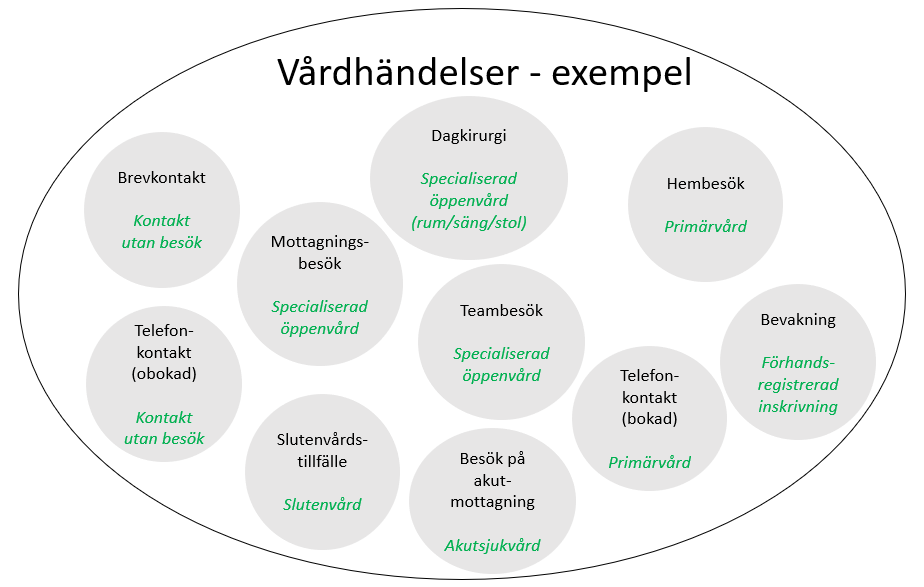 Vårdhändelser - exempel
Brevkontakt
Kontakt
utan besök
Mottagnings-
besök
Specialiserad
öppenvård
Dagkirurgi
Specialiserad
öppenvård
(rum/säng/stol)
Hembesök
Primärvård
Telefon-
kontakt
(obokad)
Kontakt
utan besök
Teambesök
Specialiserad
öppenvård
Bevakning
Förhands-
registrerad
inskrivning
Slutenvårds-
tillfälle
Slutenvård
Besök på
akut-
mottagning
Akutsjukvård
Telefon-
kontakt
(bokad)
Primärvård